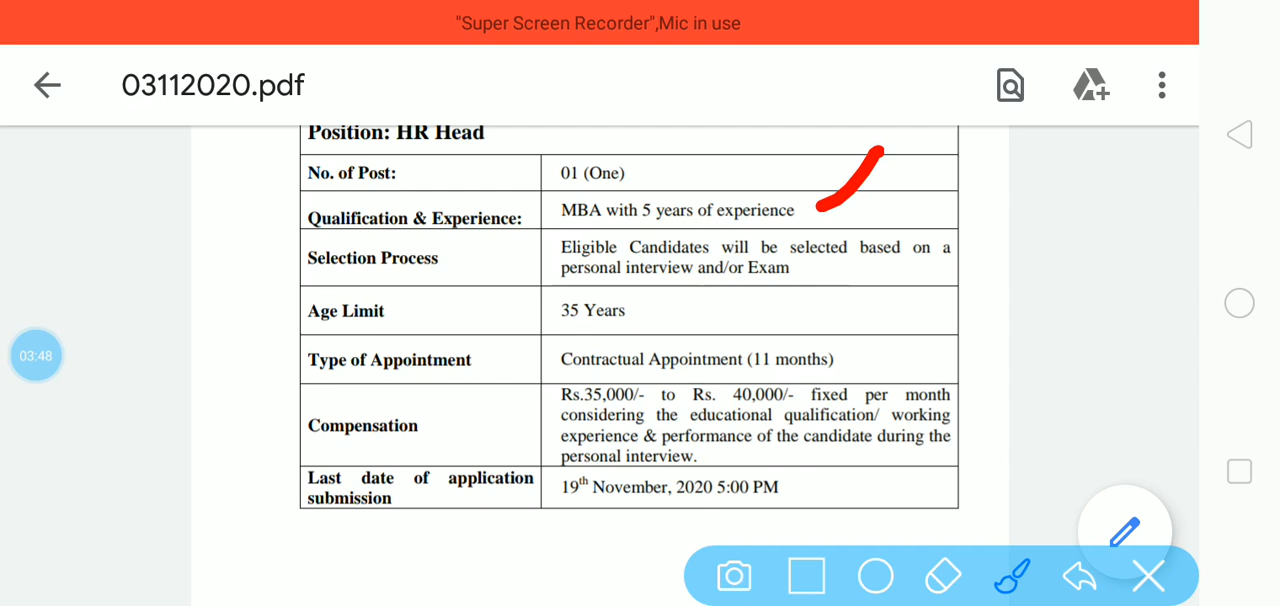 "Super Screen Recorder",Mic in use
03112020.pdf
Position: HR Head
No. of Post:
01 (One)
Qualification & Experience:
MBA with 5 years of experience
Selection Process
Eligible Candidates will be selected based on a
personal interview and/or Exam
Age Limit
35 Years
Type of Appointment
Contractual Appointment (11 months)
Compensation
Rs.35,000/- to Rs. 40,000/- fixed per month
considering the educational qualification/ working
experience & performance of the candidate during the
personal interview.
Last date of application
submission
19th November, 2020 5:00 PM
03:48